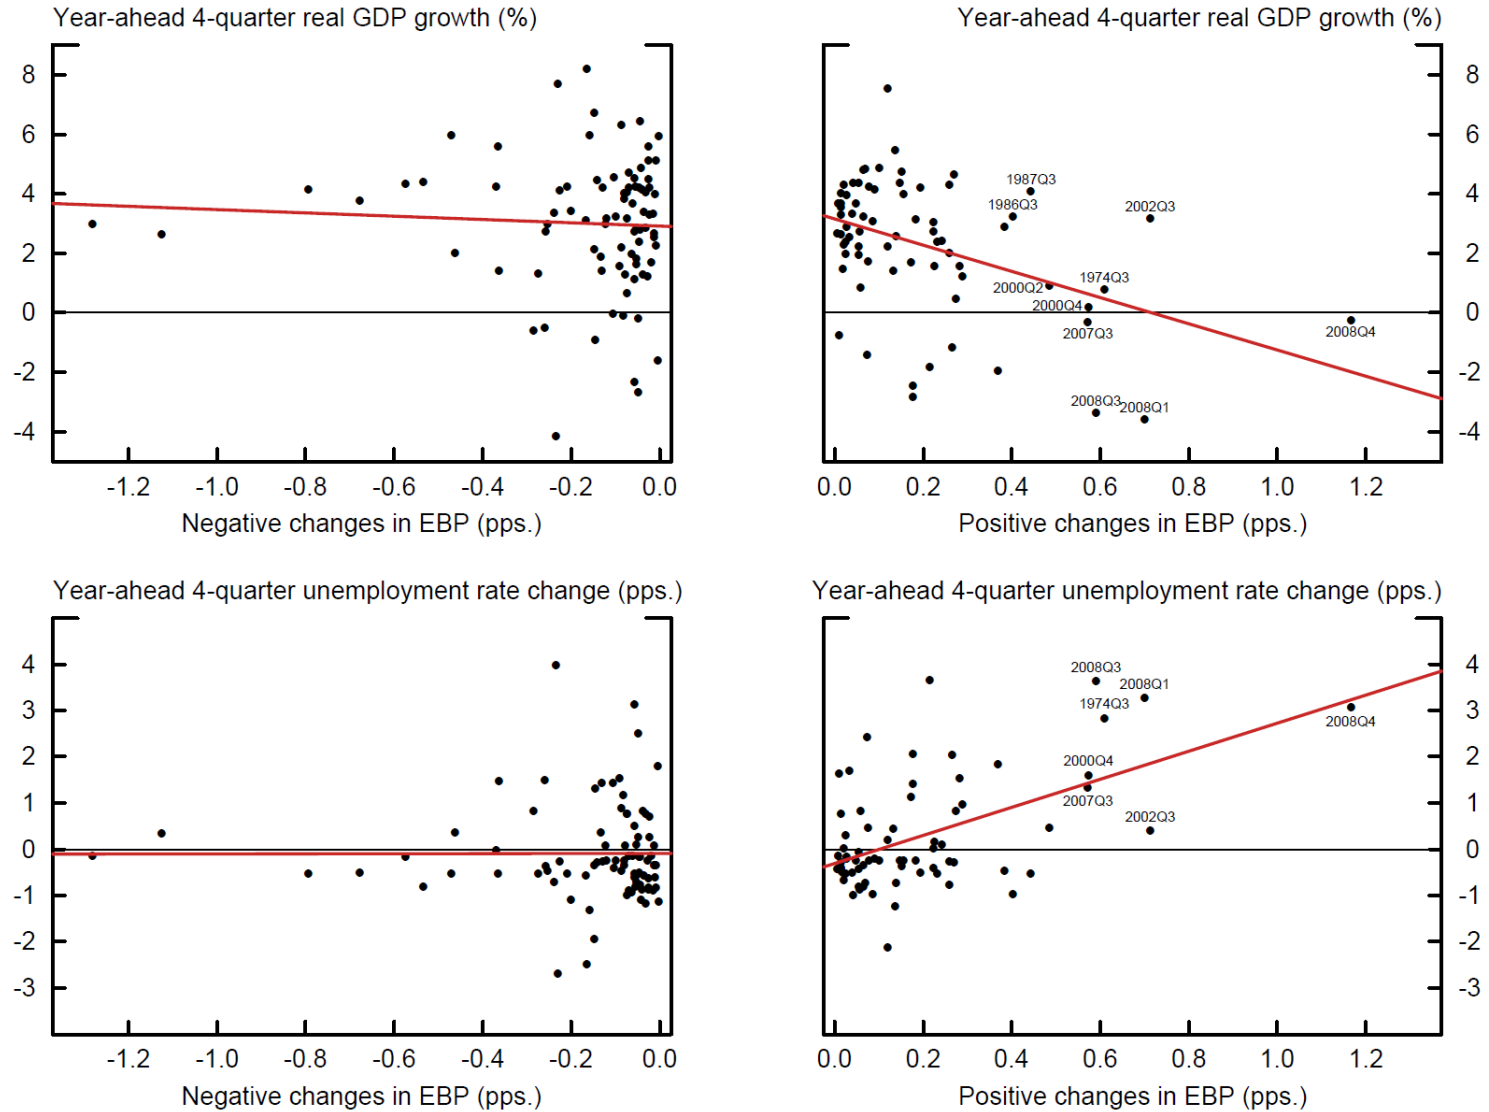 Year-ahead 4-quarter real GDP growth (%)
8
6
4
2
0
-2
-4
-1.2 -1.0 -0.8 -0.6 -0.4 -0.2 0.0
Negative changes in EBP (pps.)
Year-ahead 4-quarter real GDP growth (%)
8
6
4
2
0
-2
-4
1987Q3
1986Q3
2002Q3
1974Q3
2000Q2
2000Q4
2007Q3
2008Q4
2008Q3
2008Q1
0.0 0.2 0.4 0.6 0.8 1.0 1.2
Positive changes in EBP (pps.)
Year-ahead 4-quarter unemployment rate change (pps.)
4
3
2
1
0
-1
-2
-3
-1.2 -1.0 -0.8 -0.6 -0.4 -0.2 0.0
Negative changes in EBP (pps.)
Year-ahead 4-quarter unemployment rate change (pps.)
4
3
2
1
0
-1
-2
-3
2008Q3
2008Q1
1974Q3
2008Q4
2000Q4
2007Q3
2002Q3
0.0 0.2 0.4 0.6 0.8 1.0 1.2
Positive changes in EBP (pps.)